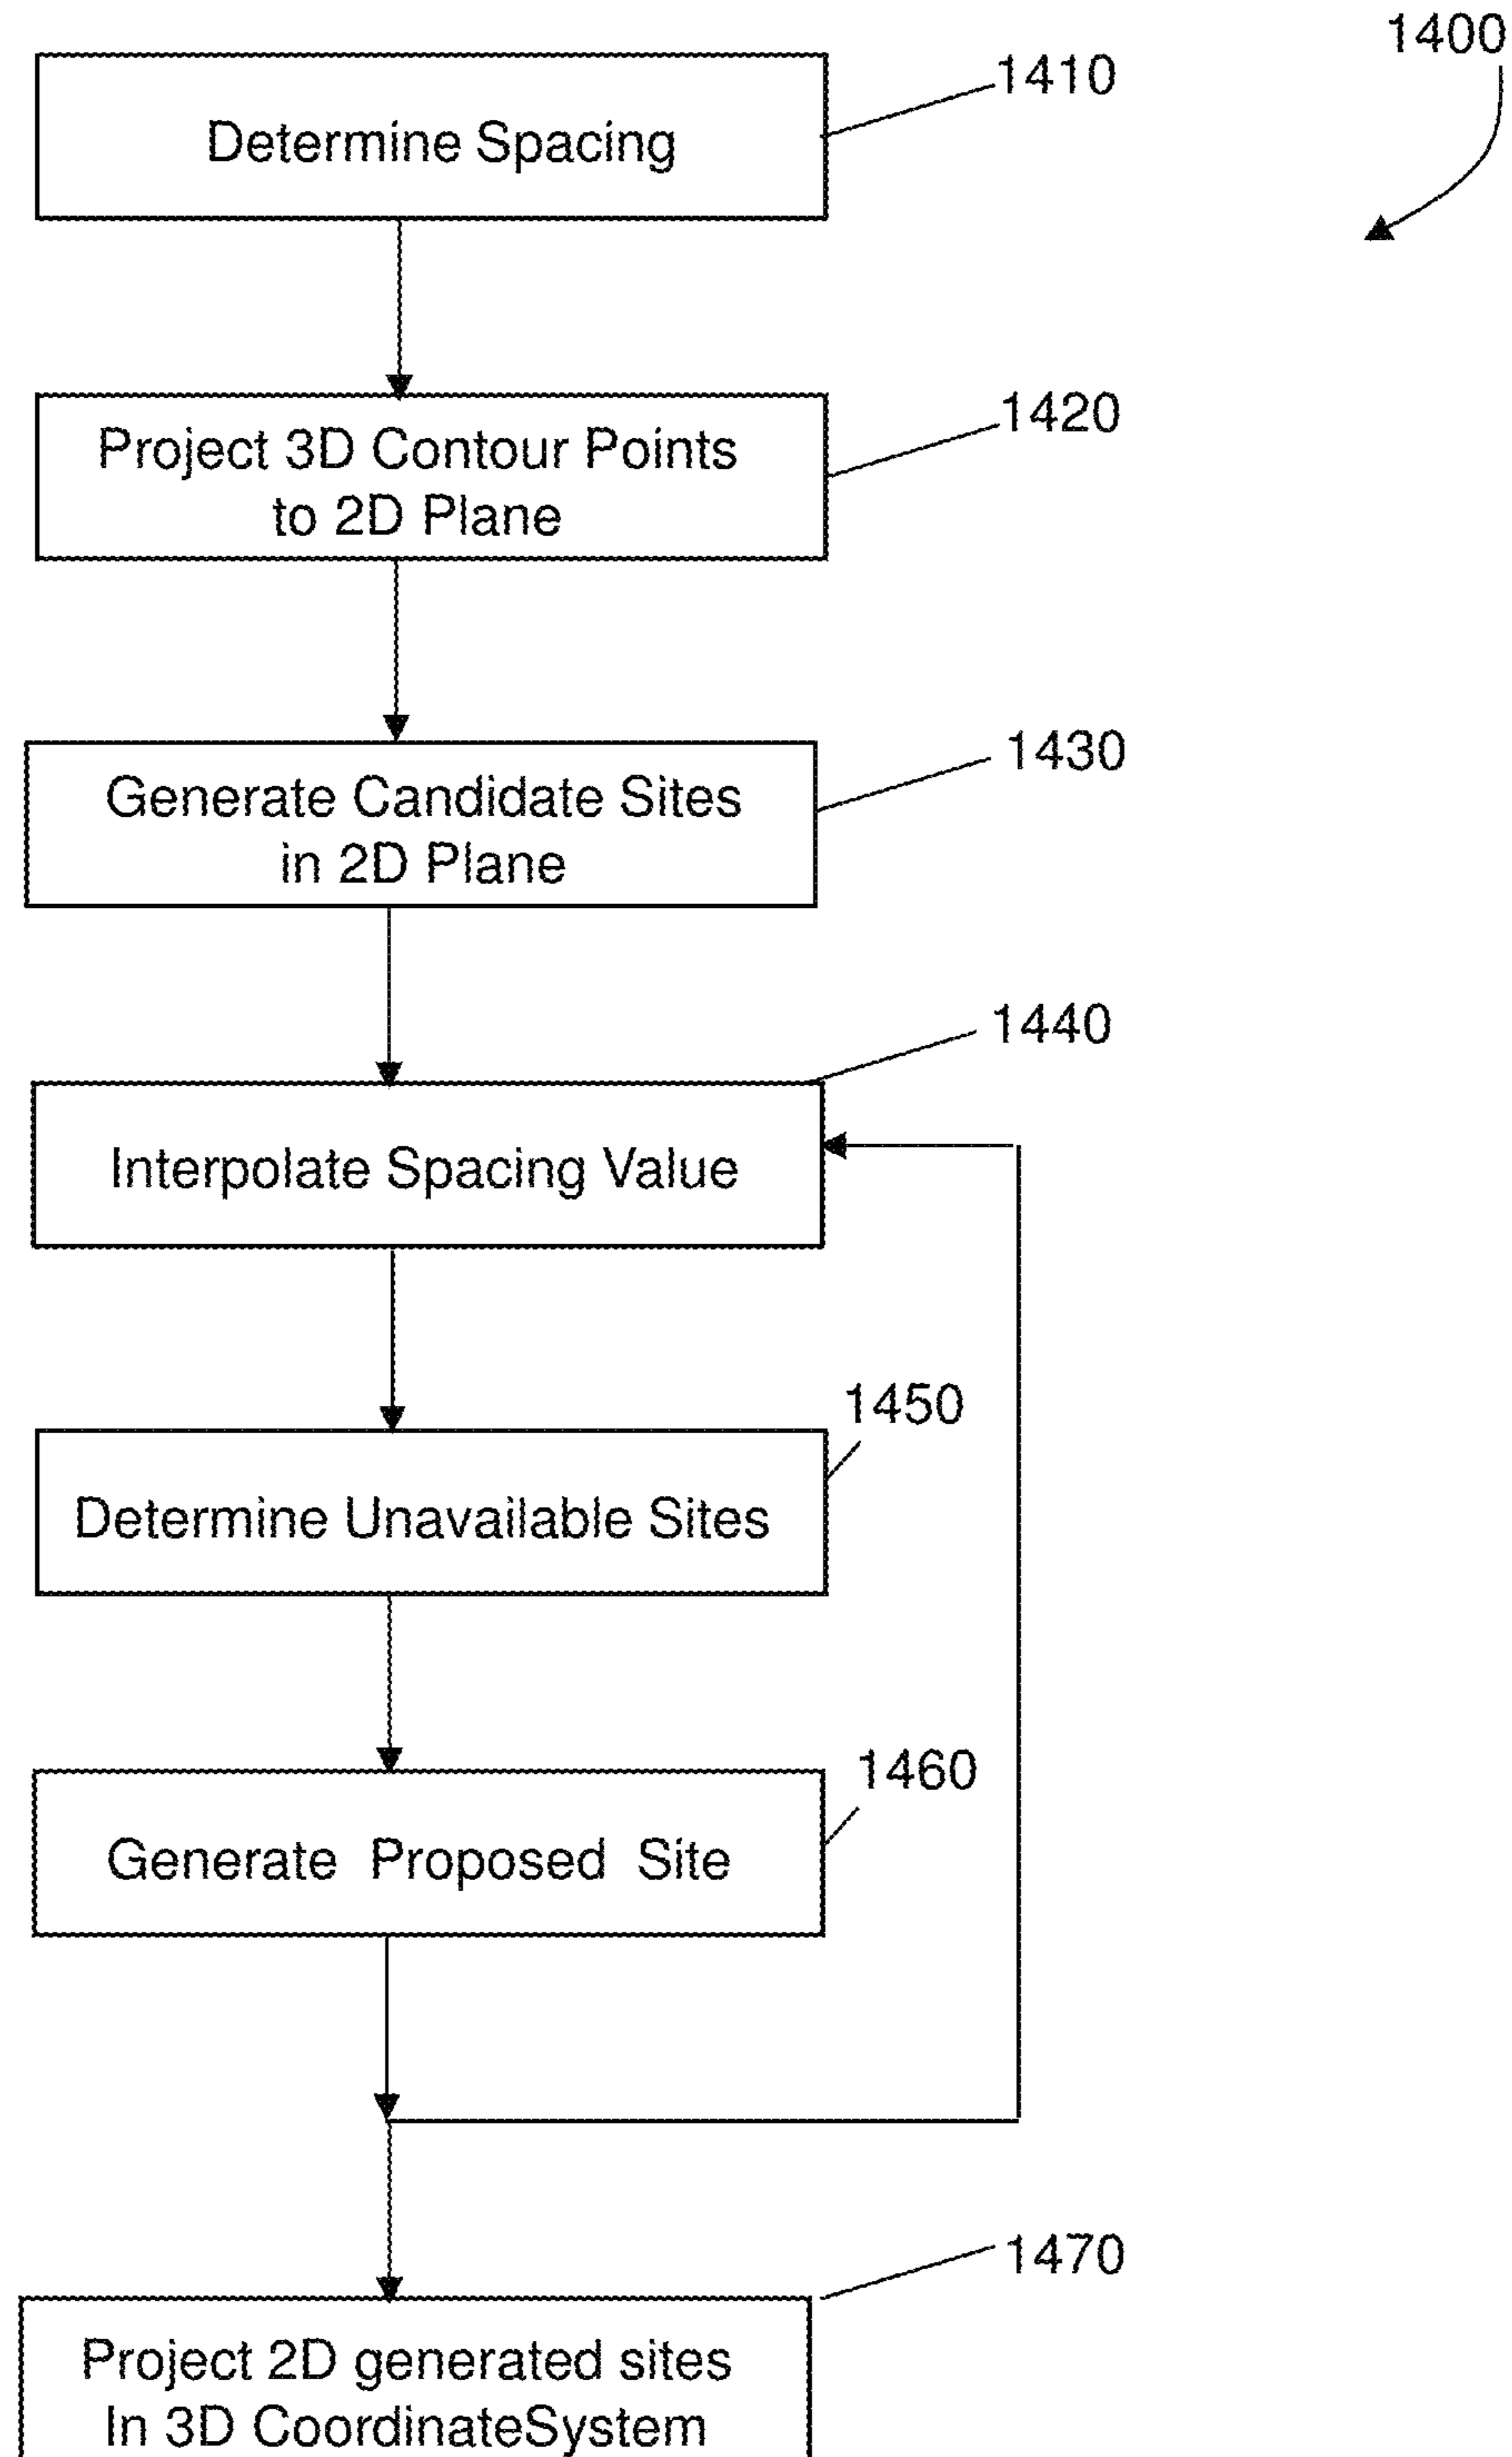 1400
1410
Determine Spacing
1420
Project 3D Contour Points
to 2D Plane
1430
Generate Candidate Sites
in 2D Plane
1440
Interpolate Spacing Value
1450
Determine Unavailable Sites
1460
Generate Proposed Site
1470
Project 2D generated sites
In 3D CoordinateSystem